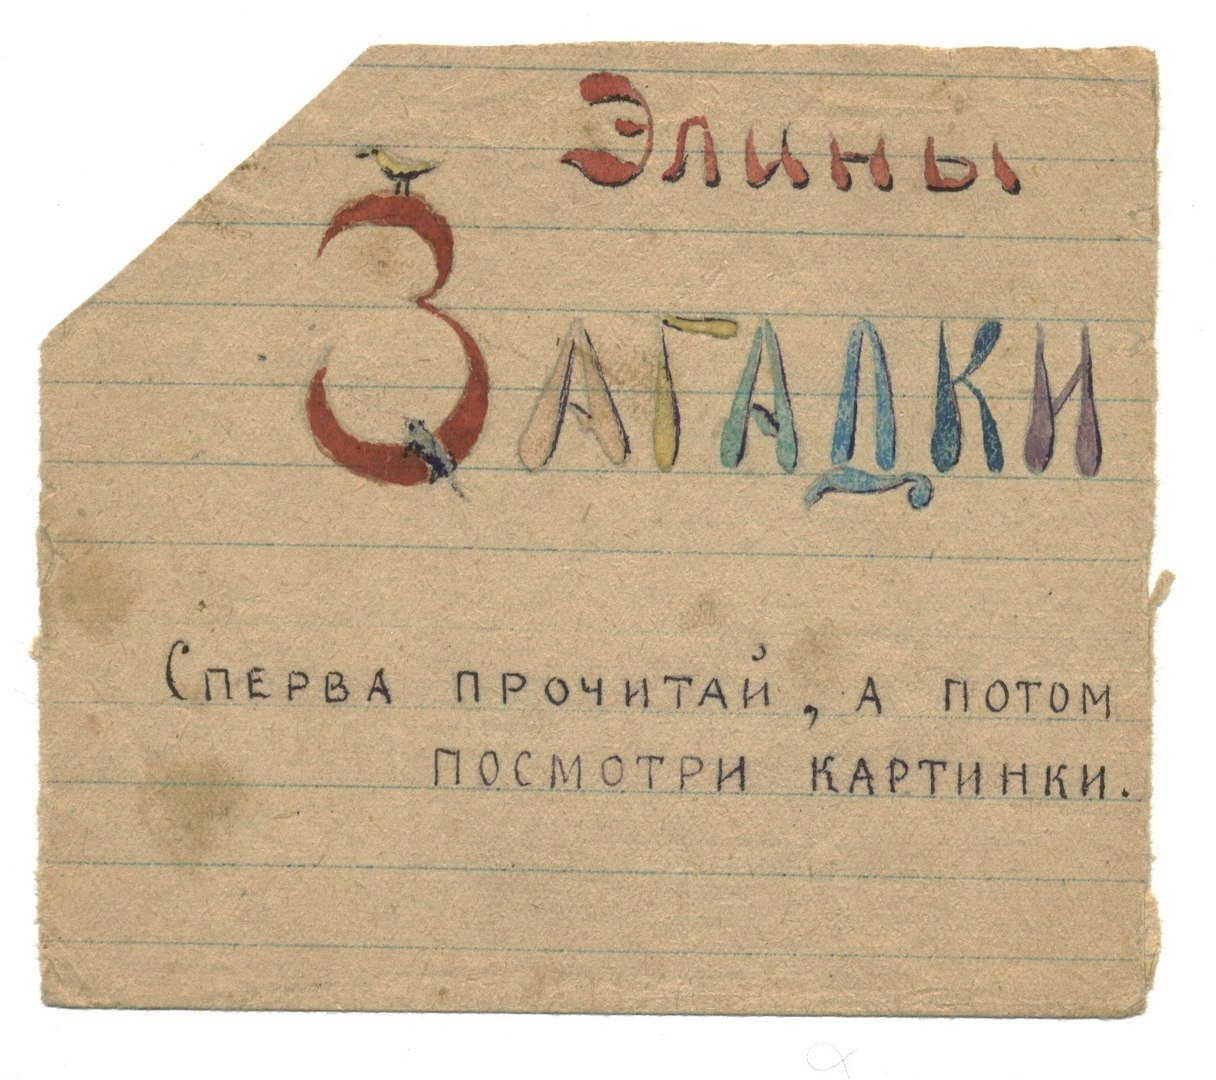 Элины
Загадки
Сперва прочитай, а потом
посмотри картинки.